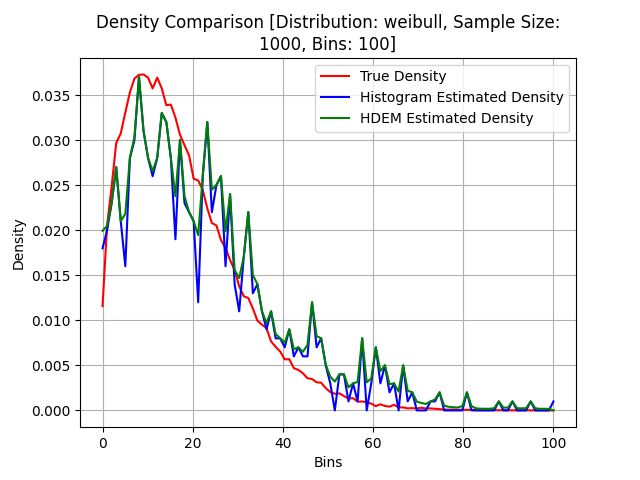 Density Comparison [Distribution: weibull, Sample Size:
1000, Bins: 100]
True Density
Histogram Estimated Density
HDEM Estimated Density
Density
0.035
0.030
0.025
0.020
0.015
0.010
0.005
0.000
0 20 40 60 80 100
Bins